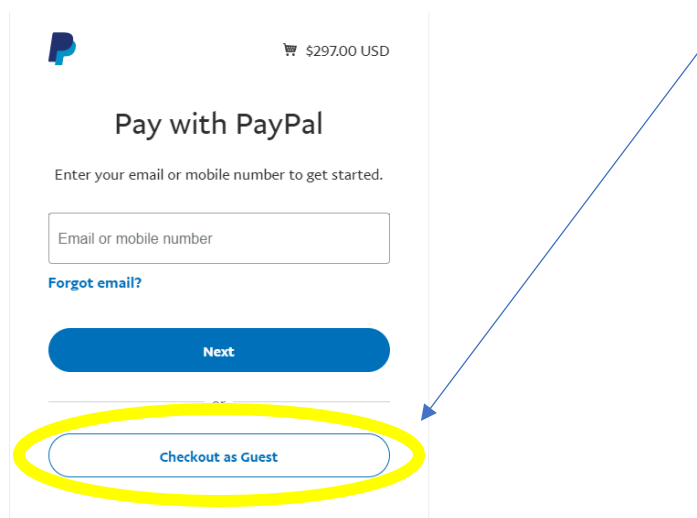 $297.00 USD
Pay with PayPal
Enter your email or mobile number to get started.
Email or mobile number
Forgot email?
Next
or
Checkout as Guest